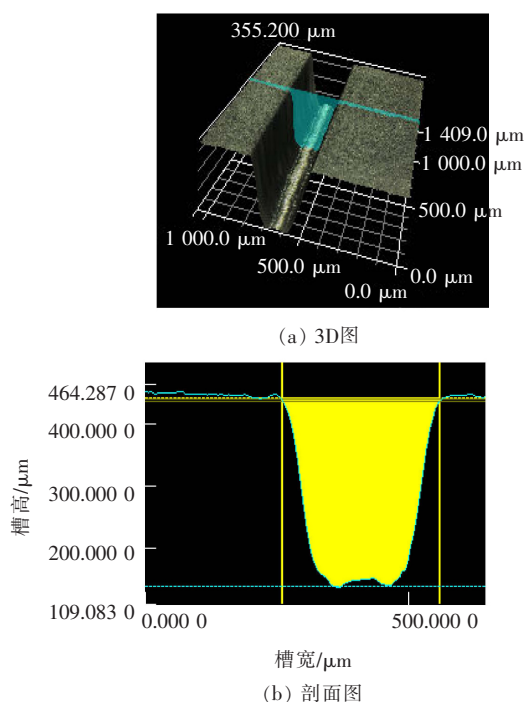 355.200 μm
1 409.0 μm
1 000.0 μm
500.0 μm
0.0 μm
1 000.0 μm
500.0 μm
0.0 μm
(a) 3D图
464.287 0
400.000 0
300.000 0
200.000 0
109.083 0
槽高/μm
0.000 0
500.000 0
槽宽/μm
(b) 剖面图